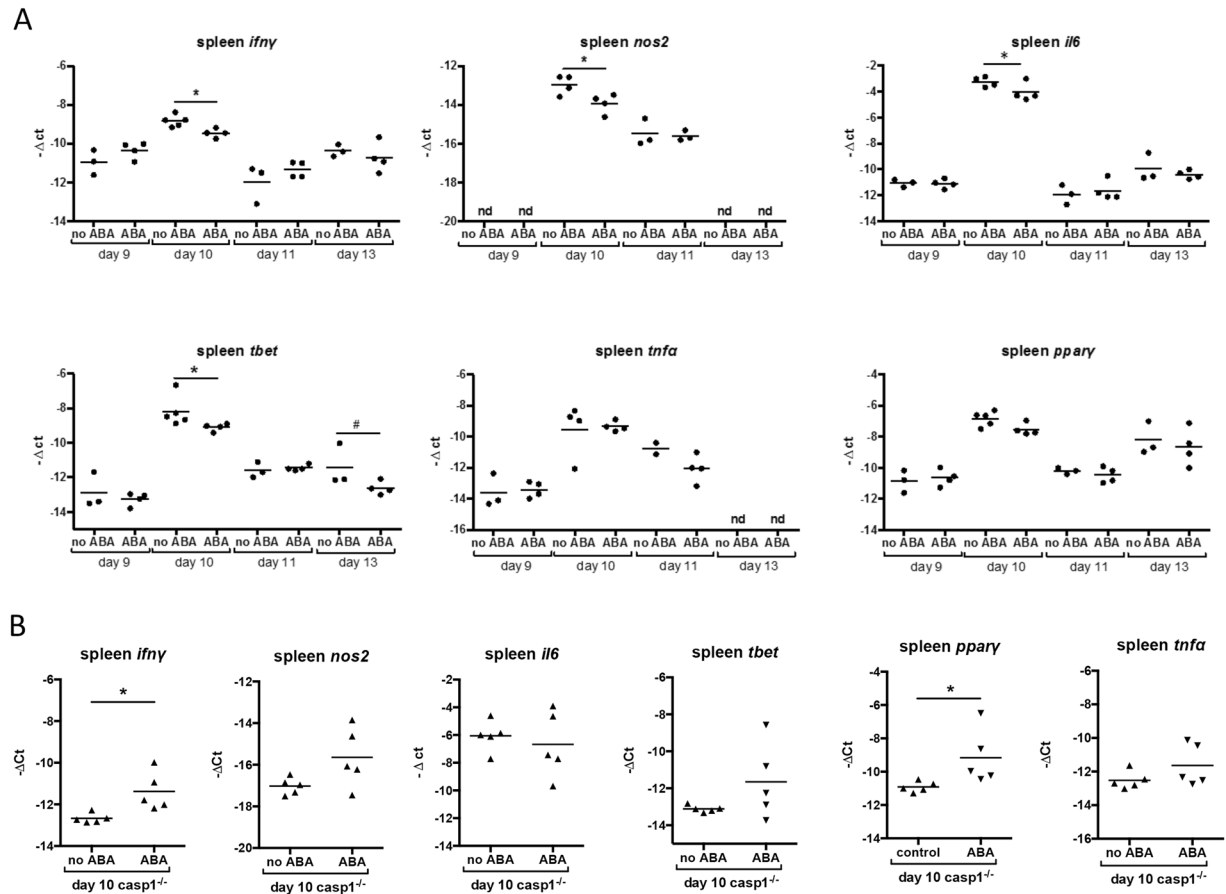 A
spleen ifnγ
-Δ ct
-6
-8
-10
-12
-14
no ABA ABA no ABA ABA no ABA ABA no ABA ABA
day 9 day 10 day 11 day 13
*
spleen nos2
-Δ ct
-12
-14
-16
-18
-20
nd nd nd nd
no ABA ABA no ABA ABA no ABA ABA no ABA ABA
day 9 day 10 day 11 day 13
*
spleen il6
-Δ ct
-2
-4
-6
-8
-10
-12
-14
no ABA ABA no ABA ABA no ABA ABA no ABA ABA
day 9 day 10 day 11 day 13
*
spleen tbet
-Δ ct
-6
-8
-10
-12
-14
no ABA ABA no ABA ABA no ABA ABA no ABA ABA
day 9 day 10 day 11 day 13
* #
spleen tnfα
-Δ ct
-6
-8
-10
-12
-14
-16
nd nd
no ABA ABA no ABA ABA no ABA ABA no ABA ABA
day 9 day 10 day 11 day 13
spleen pparγ
-Δ ct
-4
-6
-8
-10
-12
-14
no ABA ABA no ABA ABA no ABA ABA no ABA ABA
day 9 day 10 day 11 day 13
B
spleen ifnγ
-ΔCt
-6
-8
-10
-12
-14
*
no ABA ABA
day 10 casp1-/-
spleen nos2
-ΔCt
-12
-14
-16
-18
-20
no ABA ABA
day 10 casp1-/-
spleen il6
-Δ ct
-2
-4
-6
-8
-10
-12
-14
no ABA ABA
day 10 casp1-/-
spleen tbet
-ΔCt
-6
-8
-10
-12
-14
no ABA ABA
day 10 casp1-/-
spleen pparγ
-ΔCt
-4
-6
-8
-10
-12
-14
*
control ABA
day 10 casp1-/-
spleen tnfα
-ΔCt
-6
-8
-10
-12
-14
-16
no ABA ABA
day 10 casp1-/-